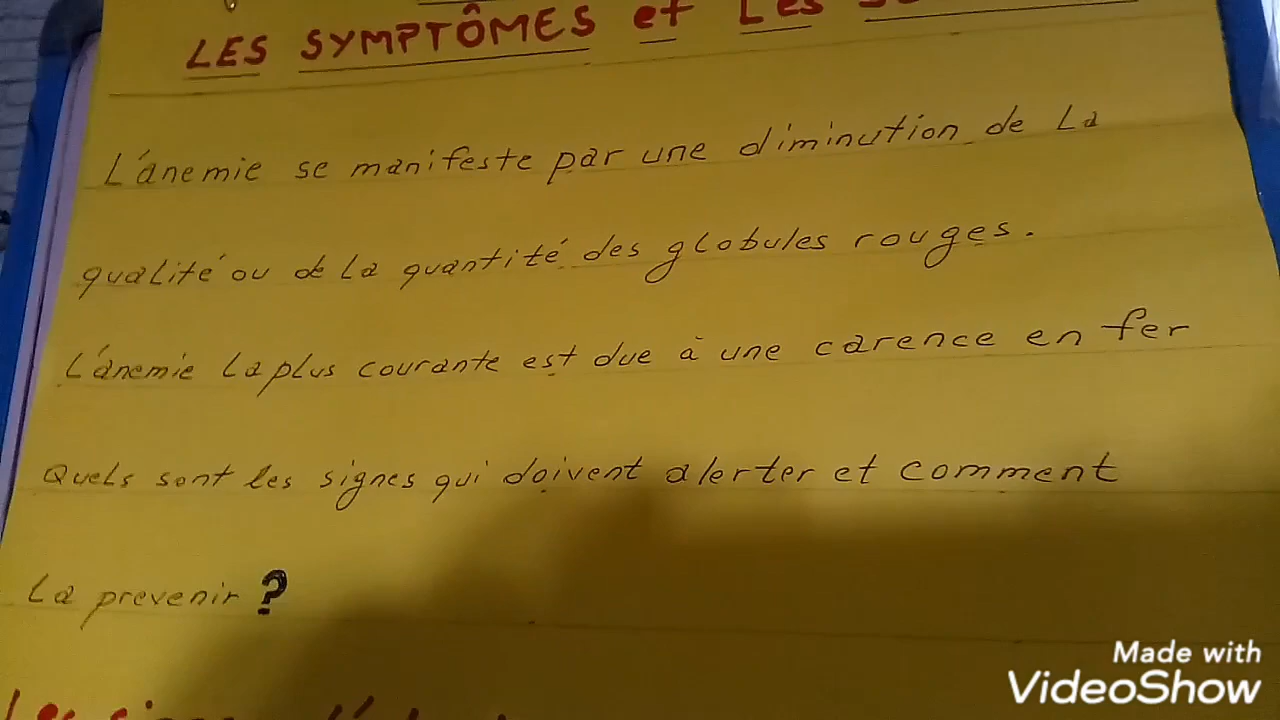 LES SYMPTÔMES et Les
L'anemie se manifeste par une diminution de La
qualité ou de La quantité des globules rouges.
L'anemie La plus courante est due à une carence en fer
Quels sont les signes qui doivent alerter et comment
La prevenir ?
Made with
VideoShow